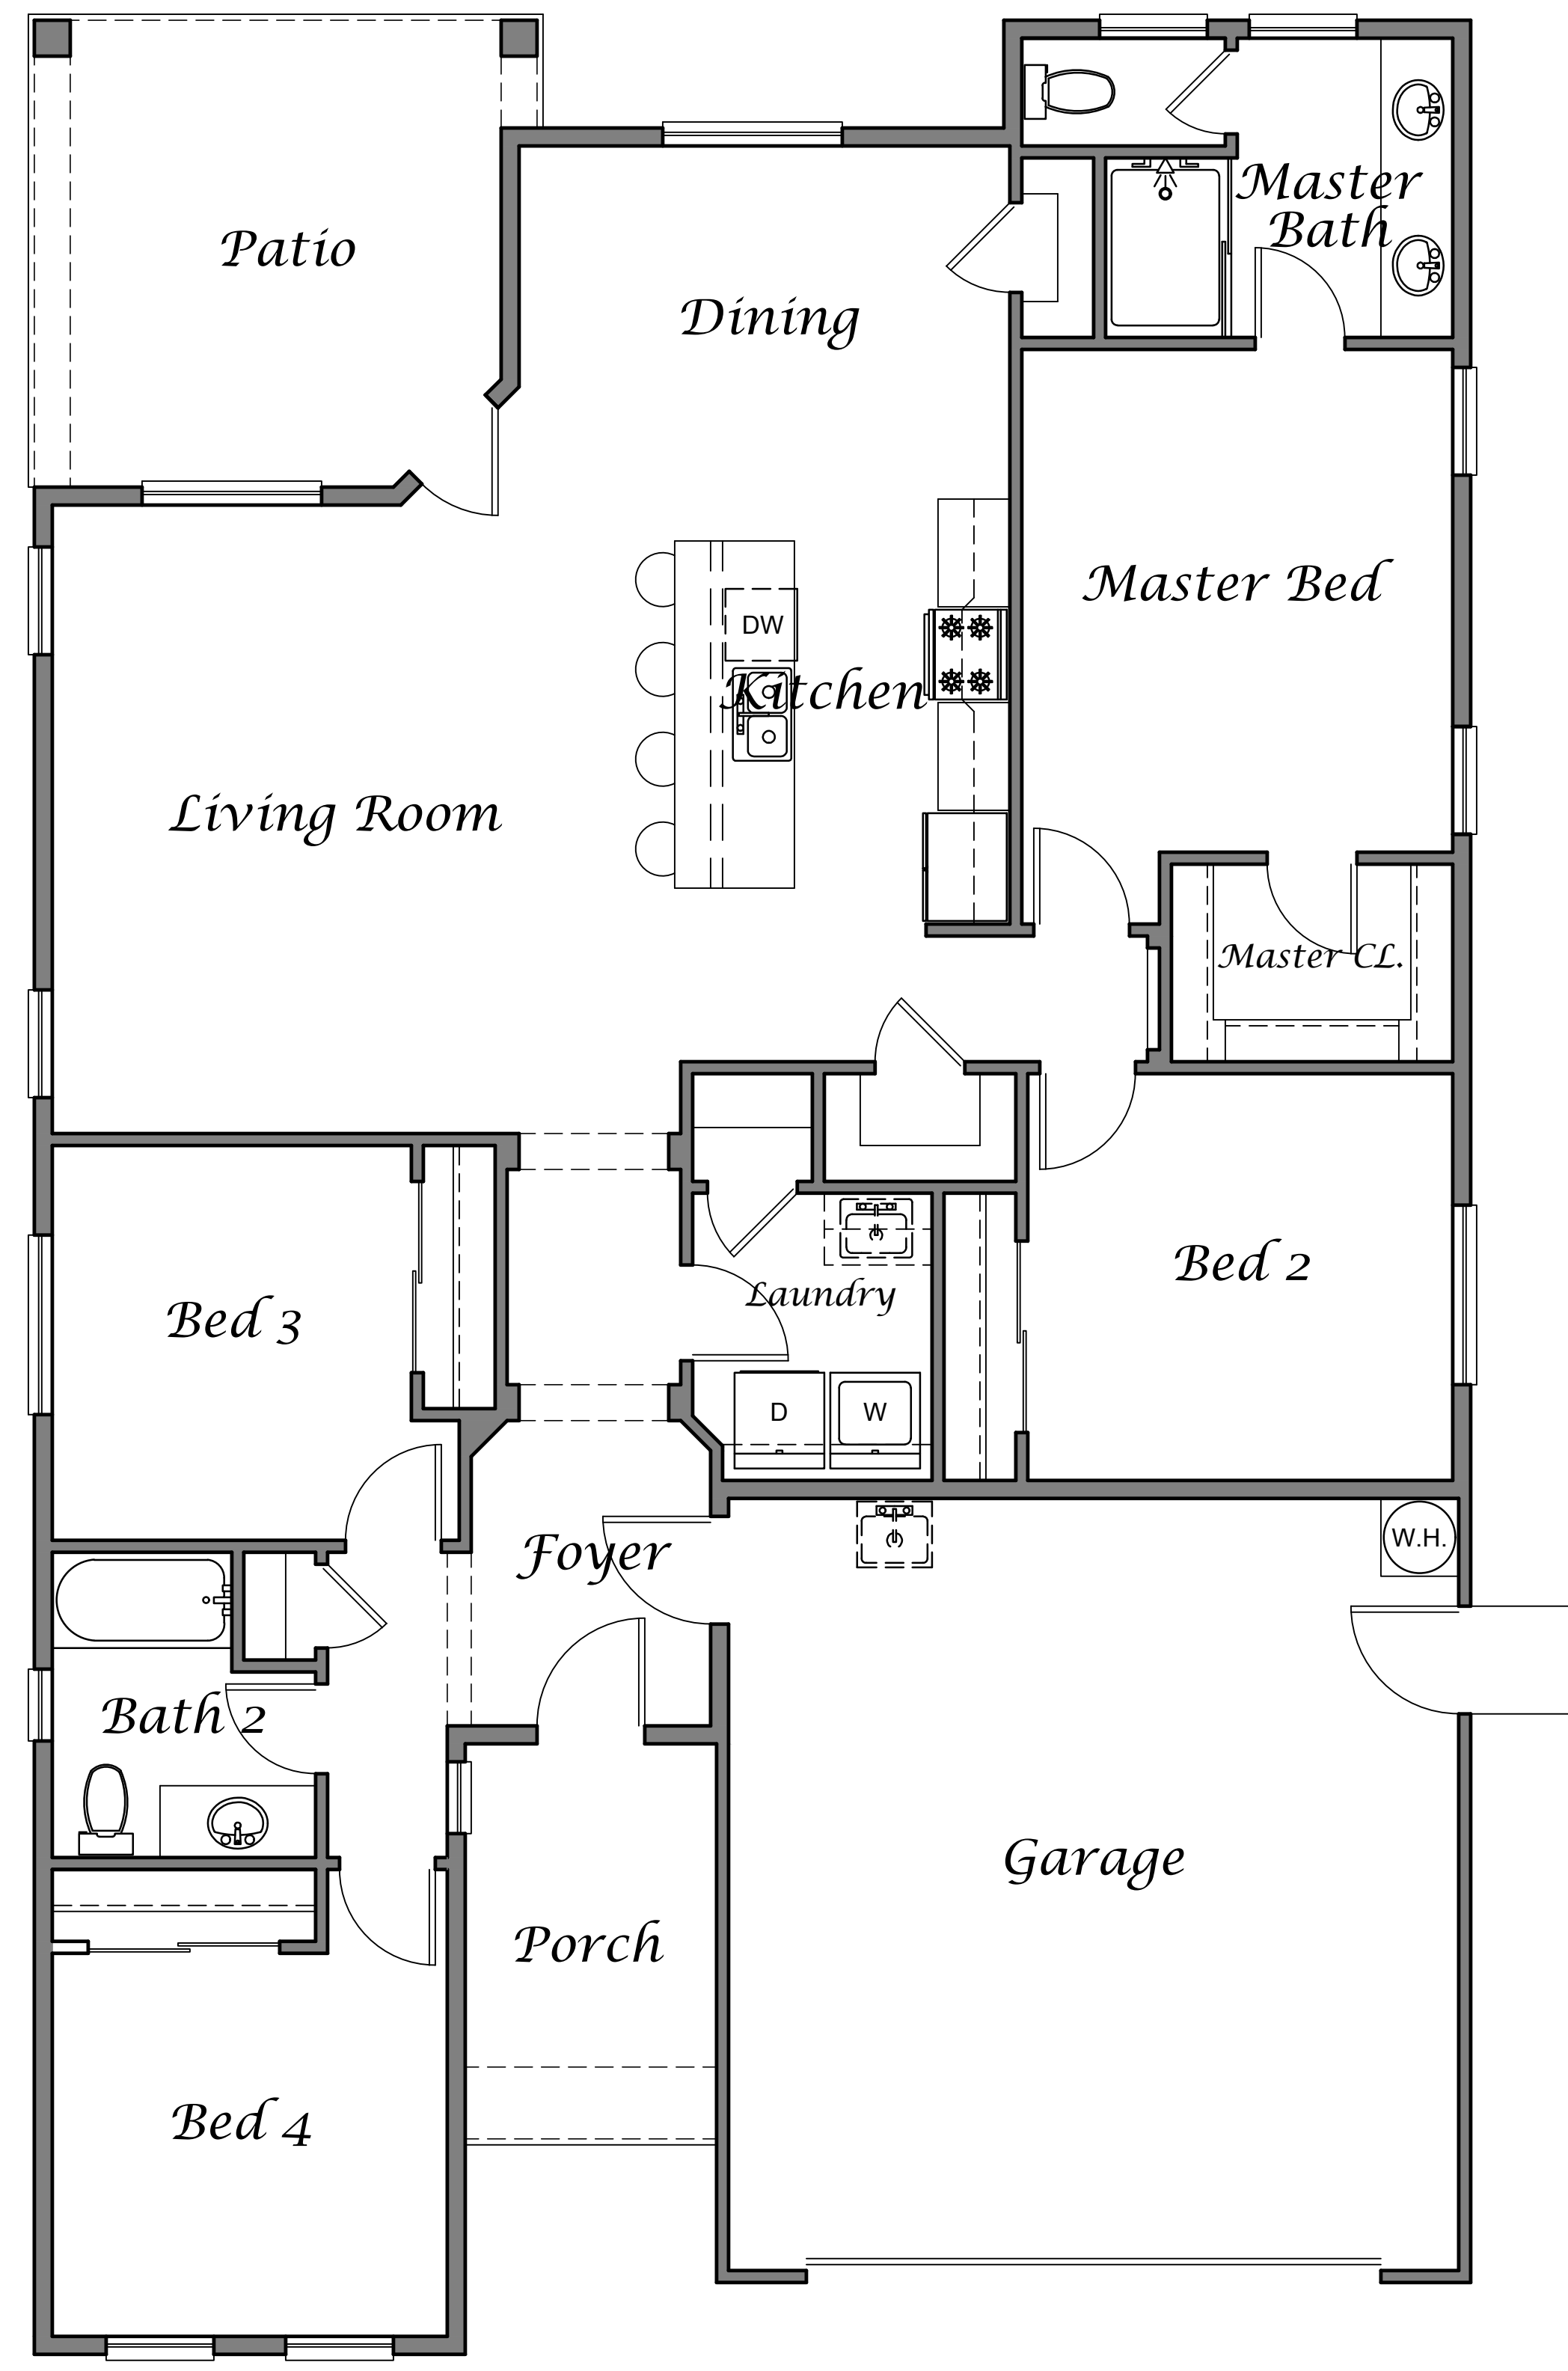 Patio
Master
Bath
Dining
Master Bed
DW
Kitchen
Living Room
Master CL.
Bed 2
Laundry
Bed 3
D
W
Foyer
W.H.
Bath 2
Garage
Porch
Bed 4